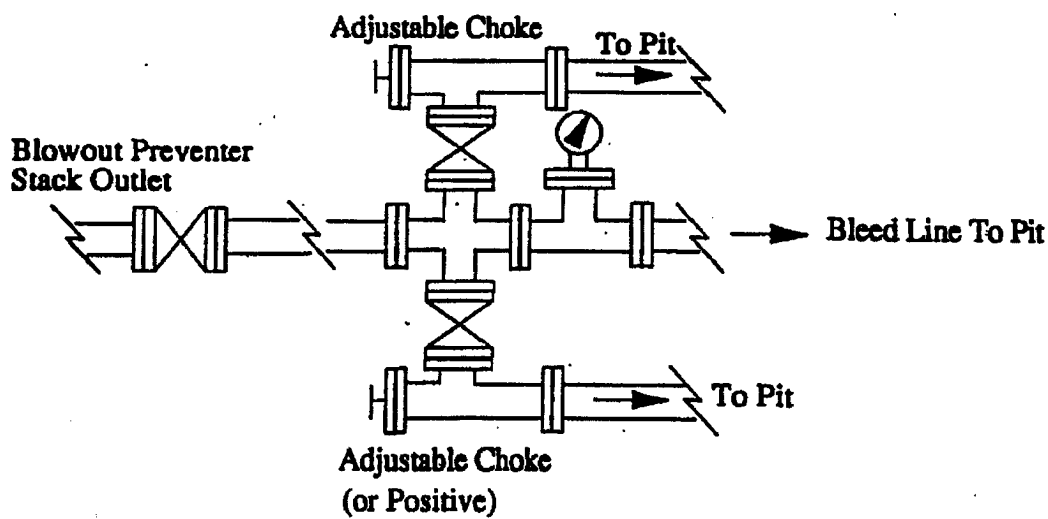 Adjustable Choke
To Pit
Blowout Preventer
Stack Outlet
Bleed Line To Pit
To Pit
Adjustable Choke
(or Positive)